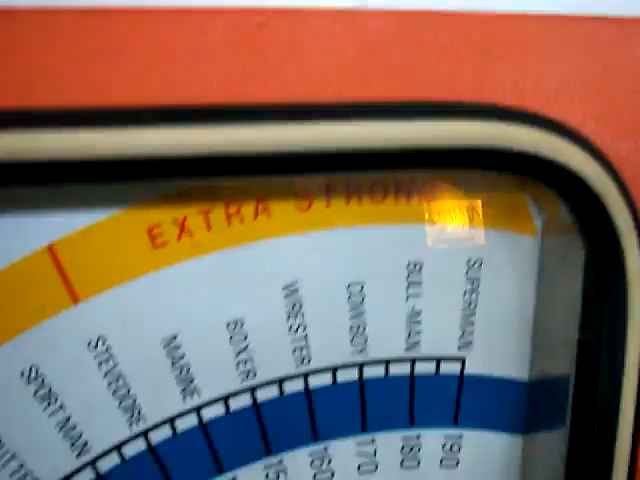 EXTRA STRONG
SPORTMAN
STEVEDORE
MARINE
BOXER
WRESTER
COWBOY
BULL-MAN
SUPERMAN
160
170
180
190